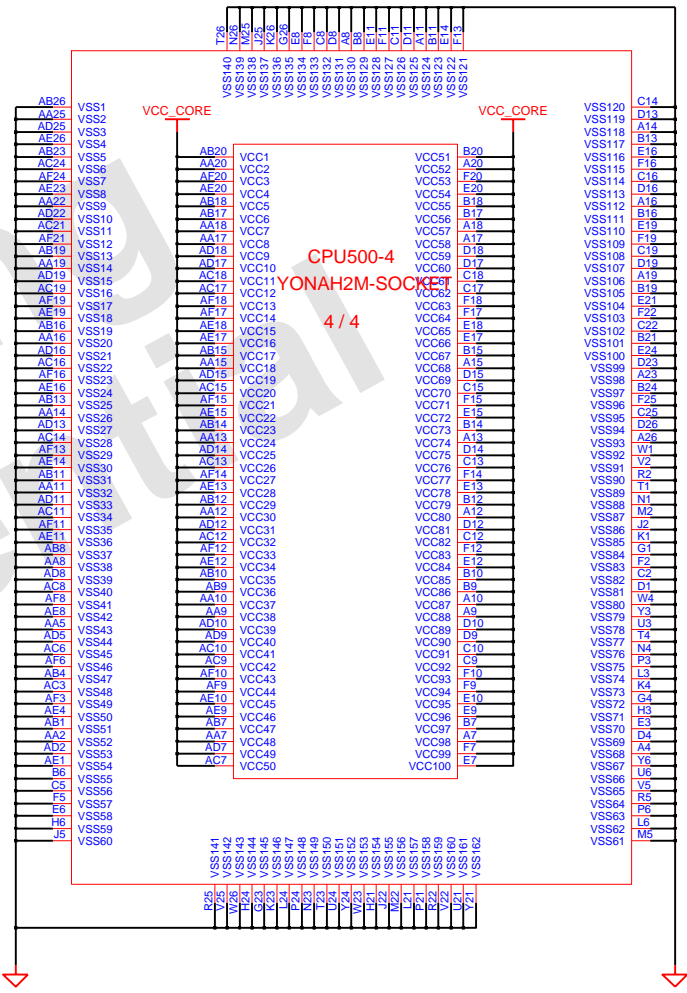 T26 N26 M25 J25 K26 G26 E8 F8 C8 D8 A8 B8 E11 F11 C11 D11 A11 B11 E14 F13
VSS140 VSS139 VSS138 VSS137 VSS136 VSS135 VSS134 VSS133 VSS132 VSS131 VSS130 VSS129 VSS128 VSS127 VSS126 VSS125 VSS124 VSS123 VSS122 VSS121
AB26 VSS1
AA25 VSS2
AD25 VSS3
AE26 VSS4
AB23 VSS5
AC24 VSS6
AF24 VSS7
AE23 VSS8
AA22 VSS9
AD22 VSS10
AC21 VSS11
AF21 VSS12
AB19 VSS13
AA19 VSS14
AD19 VSS15
AC19 VSS16
AF19 VSS17
AE19 VSS18
AB16 VSS19
AA16 VSS20
AD16 VSS21
AC16 VSS22
AF16 VSS23
AE16 VSS24
AB13 VSS25
AA14 VSS26
AD13 VSS27
AC14 VSS28
AF13 VSS29
AE14 VSS30
AB11 VSS31
AA11 VSS32
AD11 VSS33
AC11 VSS34
AF11 VSS35
AE11 VSS36
AB8 VSS37
AA8 VSS38
AD8 VSS39
AC8 VSS40
AF8 VSS41
AE8 VSS42
AA5 VSS43
AD5 VSS44
AC6 VSS45
AF6 VSS46
AB4 VSS47
AC3 VSS48
AF3 VSS49
AE4 VSS50
AB1 VSS51
AA2 VSS52
AD2 VSS53
AE1 VSS54
B6 VSS55
C5 VSS56
F5 VSS57
E6 VSS58
H6 VSS59
J5 VSS60
VCC_CORE
AB20 VCC1
AA20 VCC2
AF20 VCC3
AE20 VCC4
AB18 VCC5
AB17 VCC6
AA18 VCC7
AA17 VCC8
AD18 VCC9
AD17 VCC10
AC18 VCC11
AC17 VCC12
AF18 VCC13
AF17 VCC14
AE18 VCC15
AE17 VCC16
AB15 VCC17
AA15 VCC18
AD15 VCC19
AC15 VCC20
AF15 VCC21
AE15 VCC22
AB14 VCC23
AA13 VCC24
AD14 VCC25
AC13 VCC26
AF14 VCC27
AE13 VCC28
AB12 VCC29
AA12 VCC30
AD12 VCC31
AC12 VCC32
AF12 VCC33
AE12 VCC34
AB10 VCC35
AB9 VCC36
AA10 VCC37
AA9 VCC38
AD10 VCC39
AD9 VCC40
AC10 VCC41
AC9 VCC42
AF10 VCC43
AF9 VCC44
AE10 VCC45
AE9 VCC46
AB7 VCC47
AA7 VCC48
AD7 VCC49
AC7 VCC50
CPU500-4
YONAH2M-SOCKET
4 / 4
VCC_CORE
VCC51 B20
VCC52 A20
VCC53 F20
VCC54 E20
VCC55 B18
VCC56 B17
VCC57 A18
VCC58 A17
VCC59 D18
VCC60 D17
VCC61 C18
VCC62 C17
VCC63 F18
VCC64 F17
VCC65 E18
VCC66 E17
VCC67 B15
VCC68 A15
VCC69 D15
VCC70 C15
VCC71 F15
VCC72 E15
VCC73 B14
VCC74 A13
VCC75 D14
VCC76 C13
VCC77 F14
VCC78 E13
VCC79 B12
VCC80 A12
VCC81 D12
VCC82 C12
VCC83 F12
VCC84 E12
VCC85 B10
VCC86 B9
VCC87 A10
VCC88 A9
VCC89 D10
VCC90 D9
VCC91 C10
VCC92 C9
VCC93 F10
VCC94 F9
VCC95 E10
VCC96 E9
VCC97 B7
VCC98 A7
VCC99 F7
VCC100 E7
VSS120 C14
VSS119 D13
VSS118 A14
VSS117 B13
VSS116 E16
VSS115 F16
VSS114 C16
VSS113 D16
VSS112 A16
VSS111 B16
VSS110 E19
VSS109 F19
VSS108 C19
VSS107 D19
VSS106 A19
VSS105 B19
VSS104 E21
VSS103 F22
VSS102 C22
VSS101 B21
VSS100 E24
VSS99 D23
VSS98 A23
VSS97 B24
VSS96 F25
VSS95 C25
VSS94 D26
VSS93 A26
VSS92 W1
VSS91 V2
VSS90 R2
VSS89 T1
VSS88 N1
VSS87 M2
VSS86 J2
VSS85 K1
VSS84 G1
VSS83 F2
VSS82 C2
VSS81 D1
VSS80 W4
VSS79 Y3
VSS78 U3
VSS77 T4
VSS76 N4
VSS75 P3
VSS74 L3
VSS73 K4
VSS72 G4
VSS71 H3
VSS70 E3
VSS69 D4
VSS68 A4
VSS67 Y6
VSS66 U6
VSS65 V5
VSS64 R5
VSS63 P6
VSS62 L6
VSS61 M5
VSS141 VSS142 VSS143 VSS144 VSS145 VSS146 VSS147 VSS148 VSS149 VSS150 VSS151 VSS152 VSS153 VSS154 VSS155 VSS156 VSS157 VSS158 VSS159 VSS160 VSS161 VSS162
R25 V25 W26 H24 G23 K23 L24 P24 N23 T23 U24 Y24 W23 H21 J22 M22 L21 P21 R22 V22 U21 Y21
ng
ential